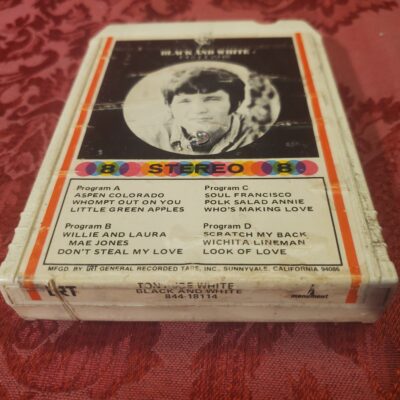 BLACK AND WHITE
8 STEREO 8
Program A
ASPEN COLORADO
WHOMPT OUT ON YOU
LITTLE GREEN APPLES
Program C
SOUL FRANCISCO
POLK SALAD ANNIE
WHO'S MAKING LOVE
Program B
WILLIE AND LAURA
MAE JONES
DON'T STEAL MY LOVE
Program D
SCRATCH MY BACK
WICHITA LINEMAN
LOOK OF LOVE
MFGD. BY GRT GENERAL RECORDED TAPE, INC., SUNNYVALE, CALIFORNIA 94086
GRT
TONY JOE WHITE
BLACK AND WHITE
844-18114
monument